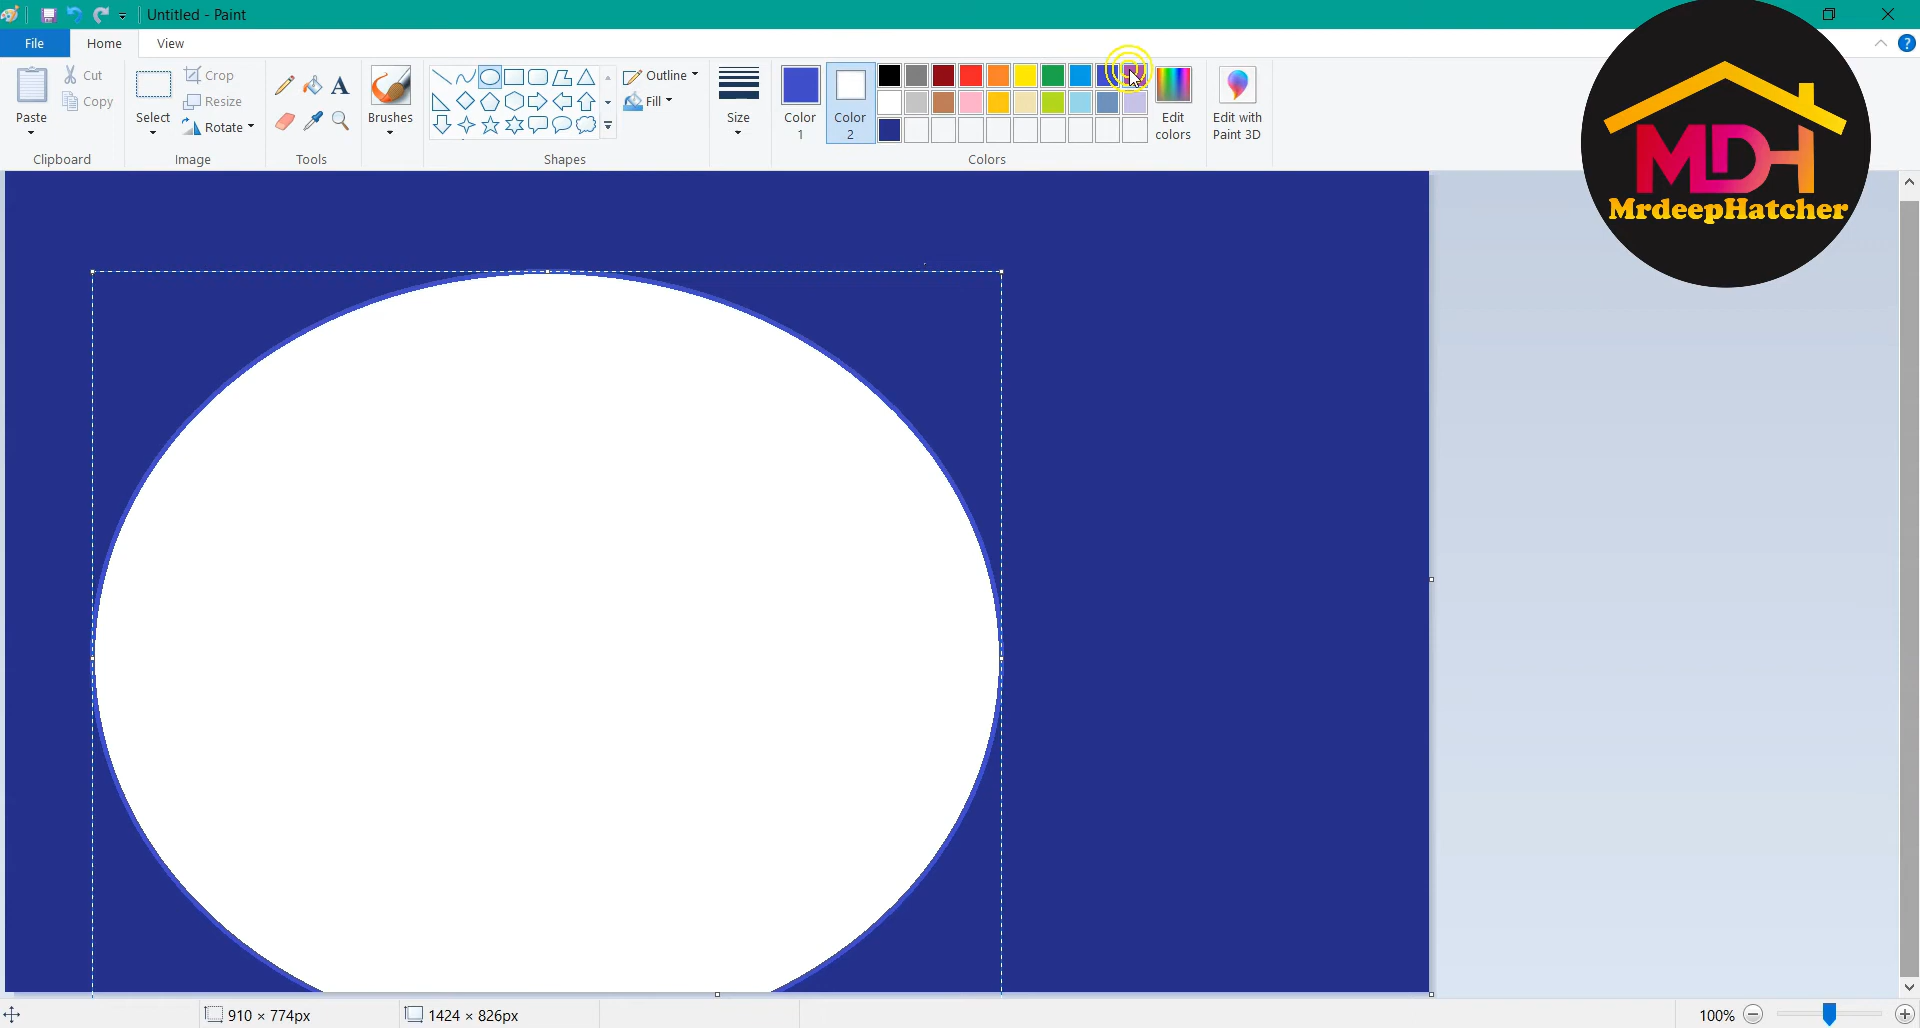 Untitled - Paint
File
Home
View
?
Paste
Cut
Copy
Clipboard
Select
Crop
Resize
Rotate
Image
A
Tools
Brushes
Shapes
Outline
Fill
Size
Color
1
Color
2
Colors
Edit
colors
Edit with
Paint 3D
MDH
MrdeepHatcher
910 × 774px
1424 × 826px
100%